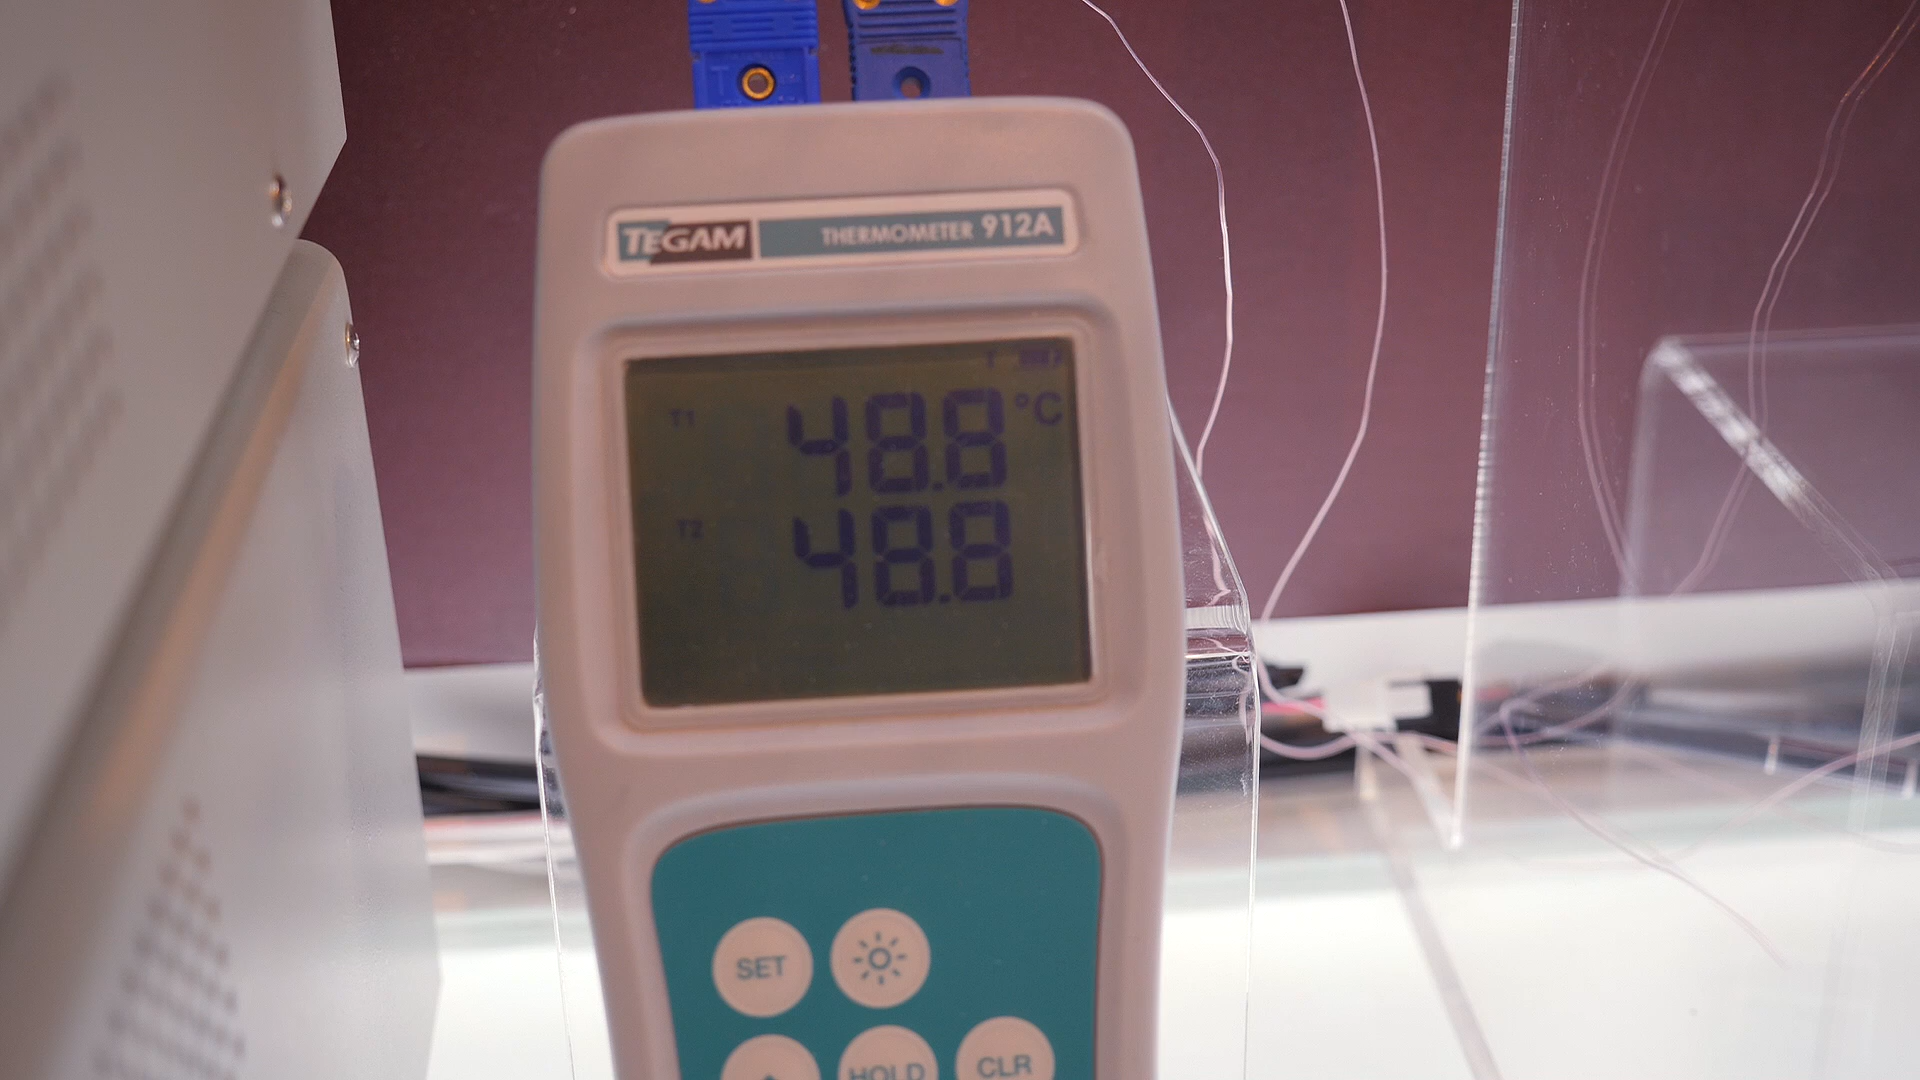 TEGAM THERMOMETER 912A
T
T1 48.8 °C
T2 48.8
SET
HOLD CLR